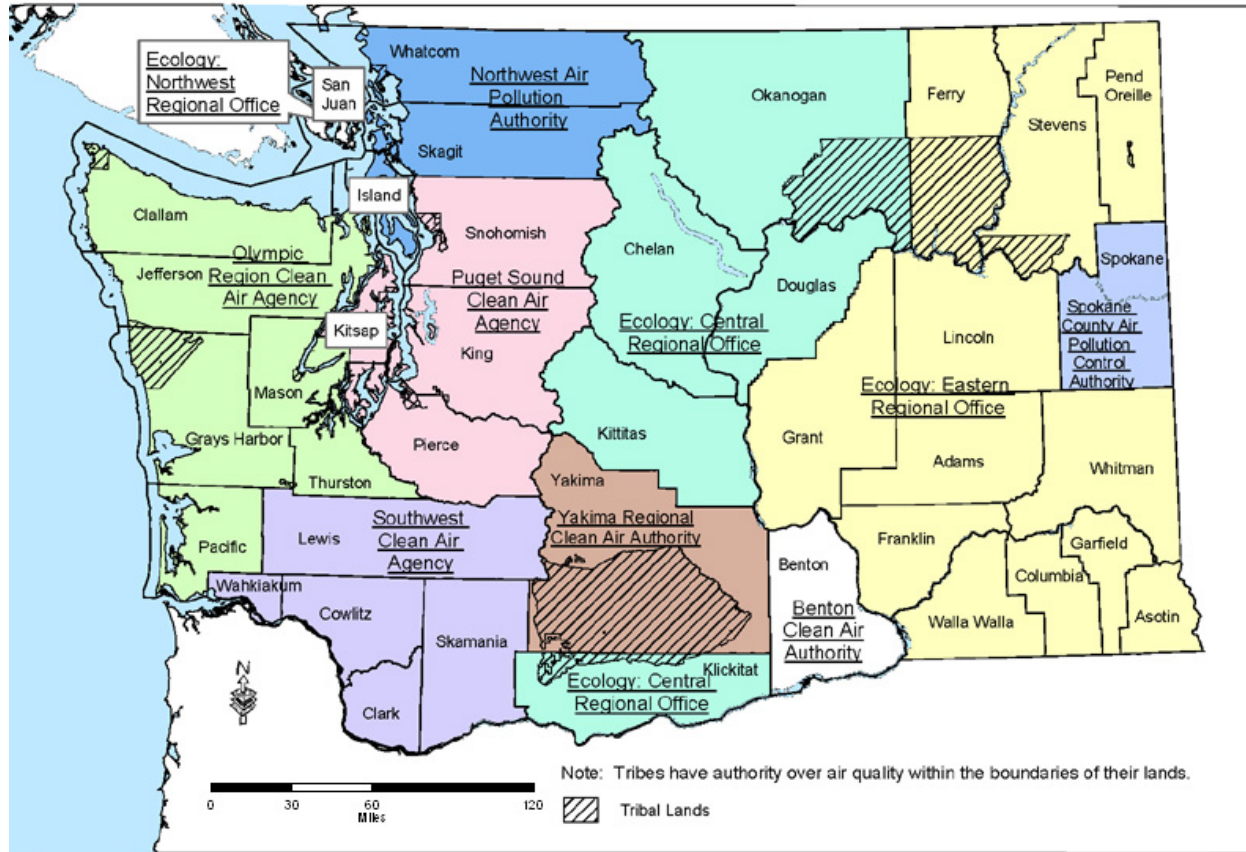 Ecology:
Northwest
Regional Office
San
Juan
Whatcom
Northwest Air
Pollution
Authority
Skagit
Island
Okanogan
Ferry
Stevens
Pend
Oreille
Clallam
Jefferson
Olympic
Region Clean
Air Agency
Kitsap
Mason
Grays Harbor
Thurston
Pacific
Snohomish
Puget Sound
Clean Air
Agency
King
Pierce
Chelan
Douglas
Ecology: Central
Regional Office
Kittitas
Spokane
Spokane
County Air
Pollution
Control
Authority
Lincoln
Ecology: Eastern
Regional Office
Grant
Adams
Whitman
Franklin
Garfield
Columbia
Walla Walla
Asotin
Yakima
Yakima Regional
Clean Air Authority
Benton
Benton
Clean Air
Authority
Lewis
Southwest
Clean Air
Agency
Wahkiakum
Cowlitz
Skamania
Clark
Klickitat
Ecology: Central
Regional Office
N
0 30 60 120
Miles
Note: Tribes have authority over air quality within the boundaries of their lands.
Tribal Lands